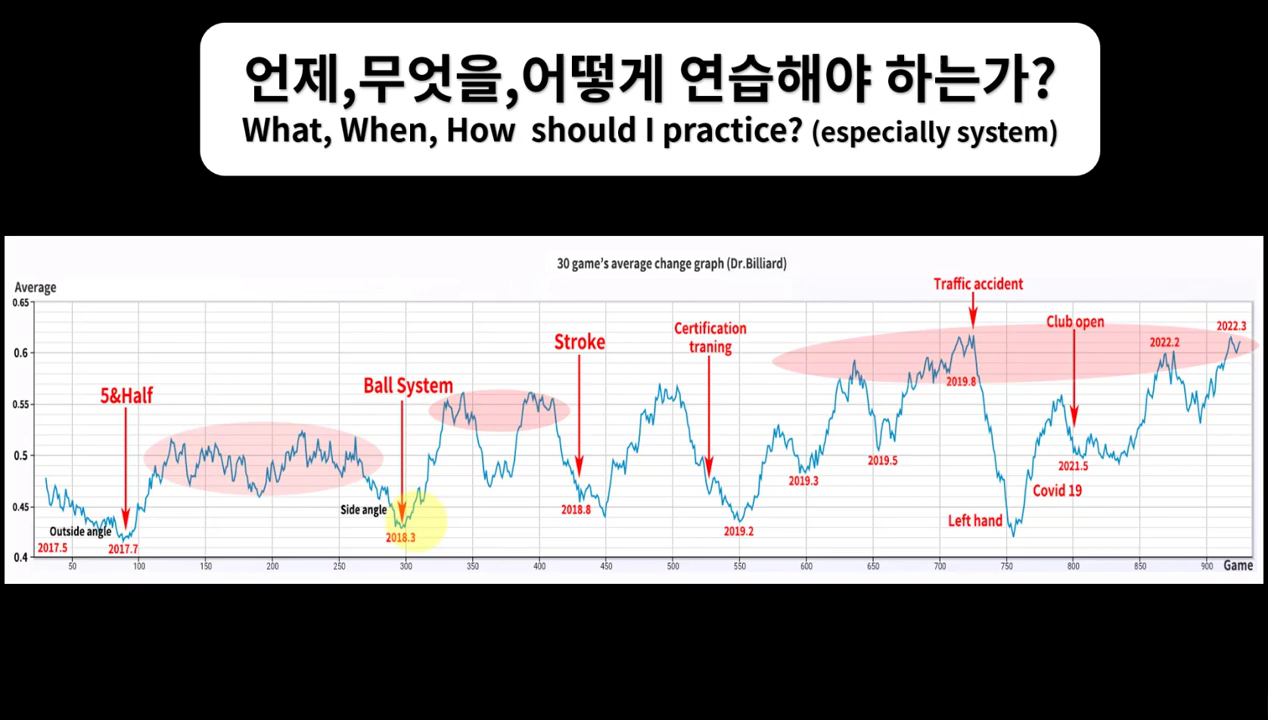 언제,무엇을,어떻게 연습해야 하는가?
What, When, How should I practice? (especially system)
30 game's average change graph (Dr.Billiard)
Average
Traffic accident
0.65
Club open
Certification
traning
2022.3
Stroke
2022.2
0.6
2019.8
Ball System
5&Half
0.55
0.5
2019.5
2021.5
2019.3
Covid 19
0.45
Side angle
2018.8
Left hand
Outside angle
2018.3
2019.2
2017.5
2017.7
0.4
50 100 150 200 250 300 350 400 450 500 550 600 650 700 750 800 850 900 Game